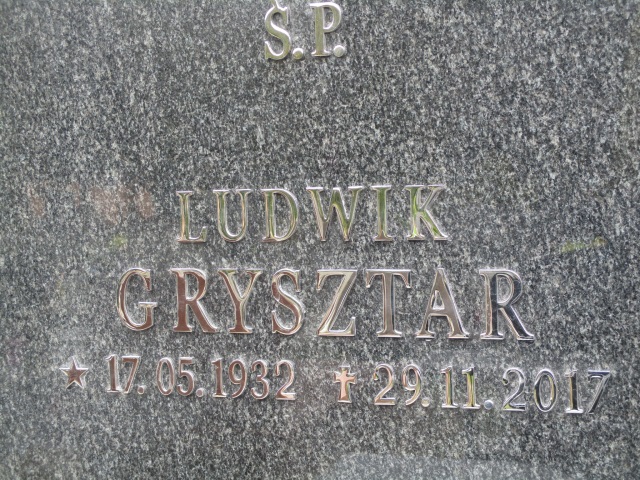 Ś.P.
LUDWIK
GRYSZTAR
★ 17.05.1932 ✝ 29.11.2017